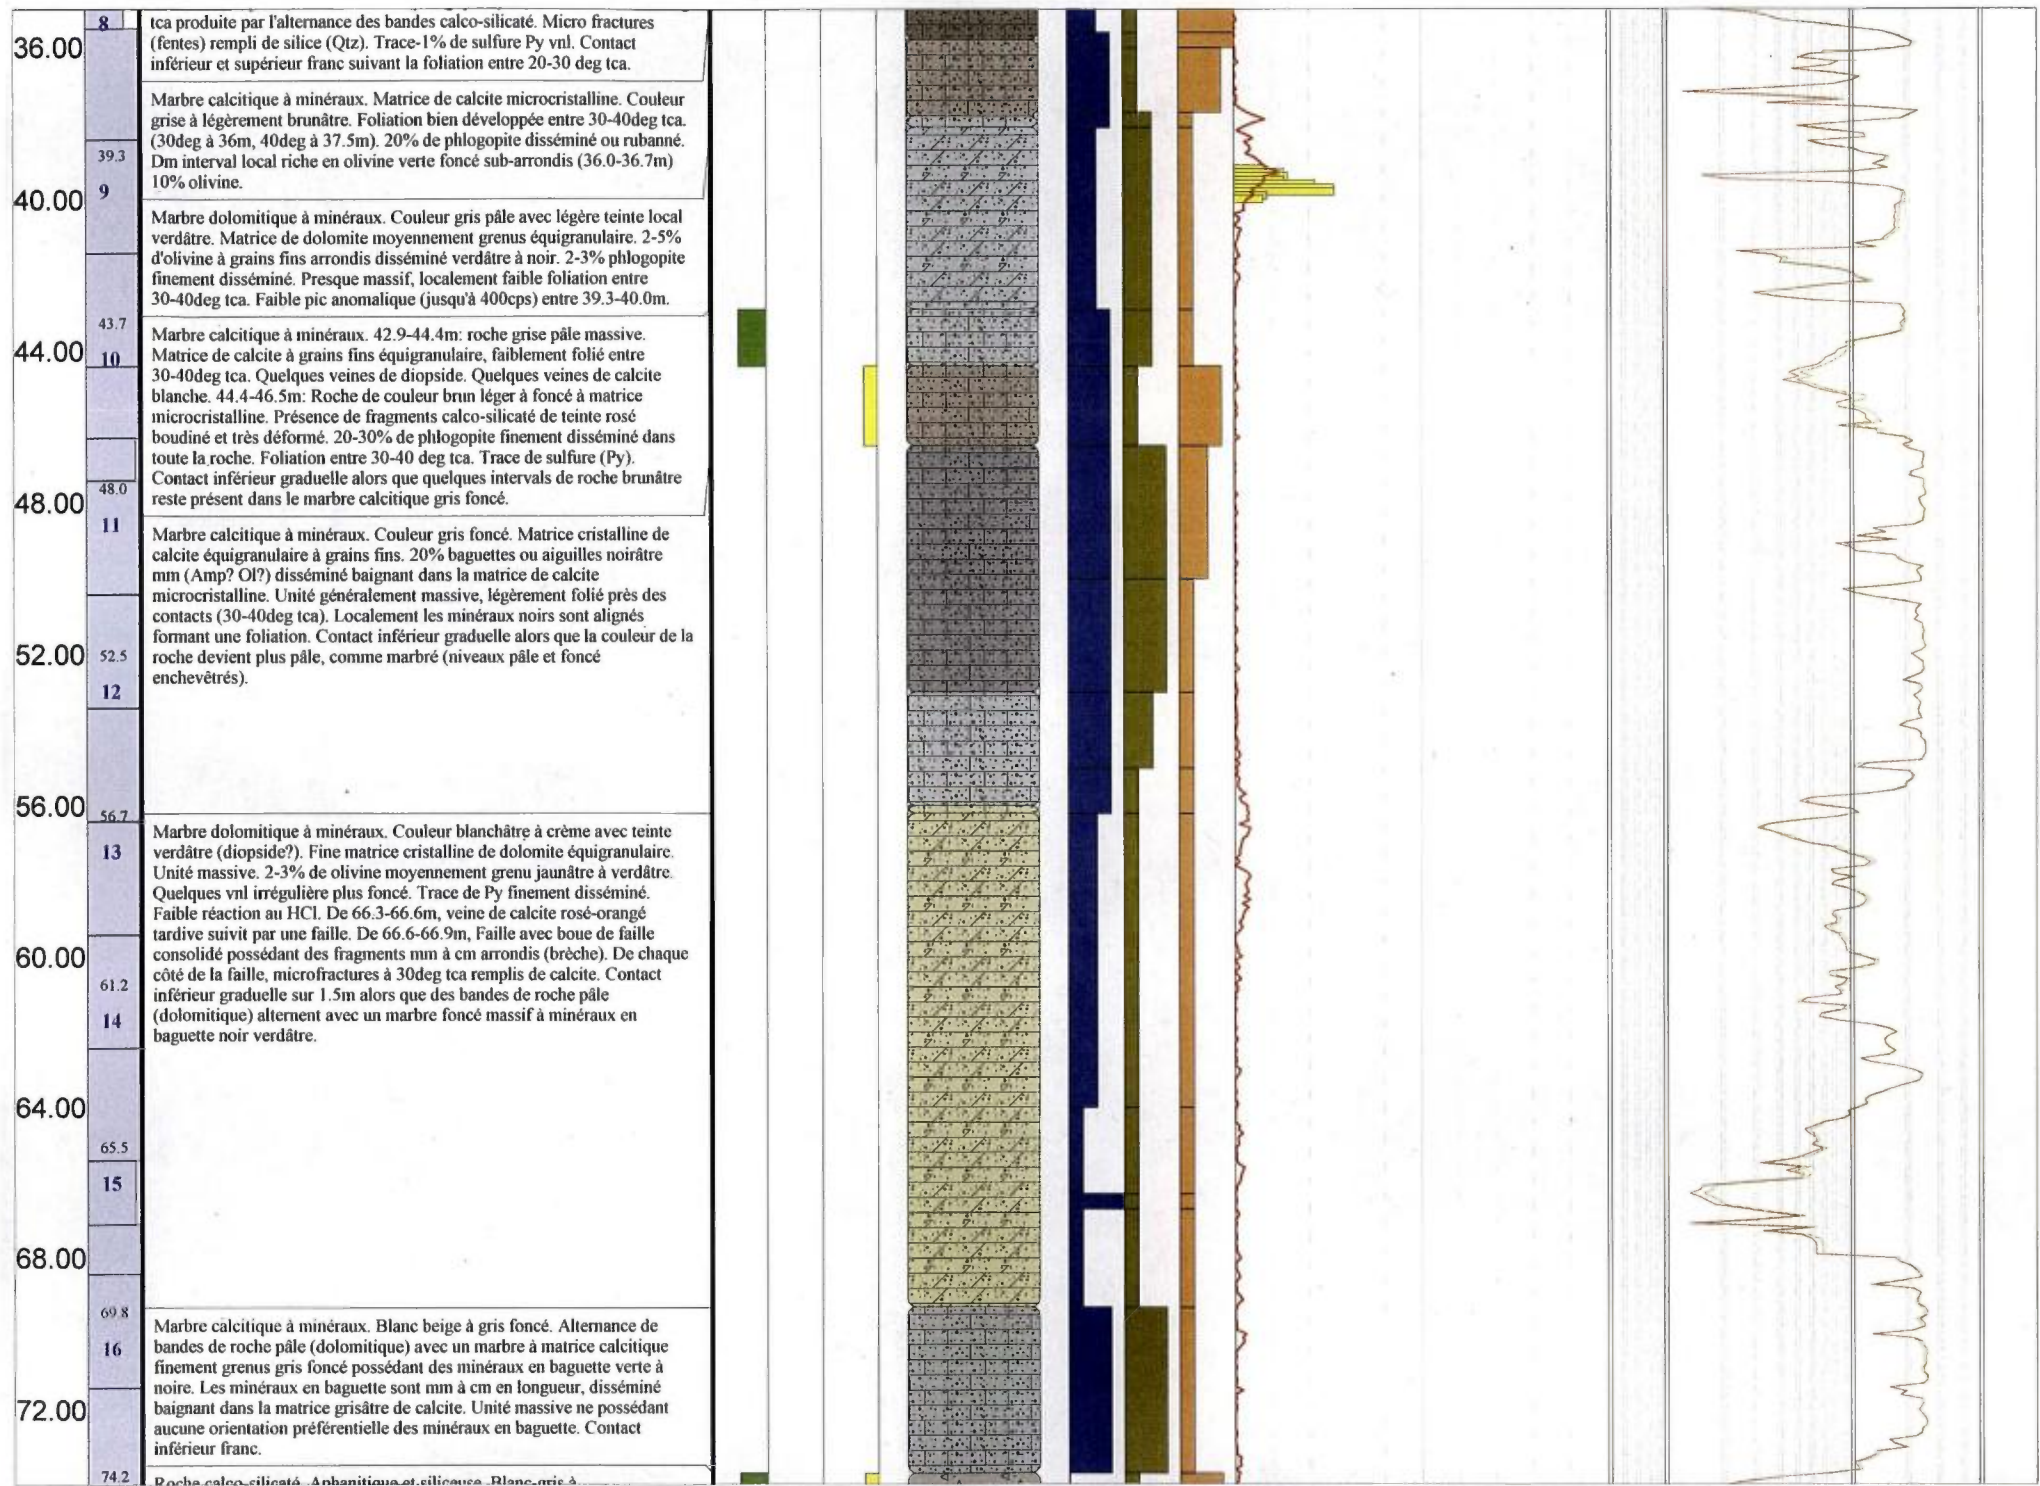 36.00
40.00
44.00
48.00
52.00
56.00
60.00
64.00
68.00
72.00
8
39.3
9
43.7
10
48.0
11
52.5
12
56.7
13
61.2
14
65.5
15
69.8
16
74.2
tca produite par l'alternance des bandes calco-silicaté. Micro fractures
(fentes) rempli de silice (Qtz). Trace-1% de sulfure Py vnl. Contact
inférieur et supérieur franc suivant la foliation entre 20-30 deg tca.
Marbre calcitique à minéraux. Matrice de calcite microcristalline. Couleur
grise à légèrement brunâtre. Foliation bien développée entre 30-40deg tca.
(30deg à 36m, 40deg à 37.5m). 20% de phlogopite disséminé ou rubanné.
Dm interval local riche en olivine verte foncé sub-arrondis (36.0-36.7m)
10% olivine.
Marbre dolomitique à minéraux. Couleur gris pâle avec légère teinte local
verdâtre. Matrice de dolomite moyennement grenus équigranulaire. 2-5%
d'olivine à grains fins arrondis disséminé verdâtre à noir. 2-3% phlogopite
finement disséminé. Presque massif, localement faible foliation entre
30-40deg tca. Faible pic anomalique (jusqu'à 400cps) entre 39.3-40.0m.
Marbre calcitique à minéraux. 42.9-44.4m: roche grise pâle massive.
Matrice de calcite à grains fins équigranulaire, faiblement folié entre
30-40deg tca. Quelques veines de diopside. Quelques veines de calcite
blanche. 44.4-46.5m: Roche de couleur brun léger à foncé à matrice
microcristalline. Présence de fragments calco-silicaté de teinte rosé
boudiné et très déformé. 20-30% de phlogopite finement disséminé dans
toute la roche. Foliation entre 30-40 deg tca. Trace de sulfure (Py).
Contact inférieur graduelle alors que quelques intervals de roche brunâtre
reste présent dans le marbre calcitique gris foncé.
Marbre calcitique à minéraux. Couleur gris foncé. Matrice cristalline de
calcite équigranulaire à grains fins. 20% baguettes ou aiguilles noirâtre
mm (Amp? Ol?) disséminé baignant dans la matrice de calcite
microcristalline. Unité généralement massive, légèrement folié près des
contacts (30-40deg tca). Localement les minéraux noirs sont alignés
formant une foliation. Contact inférieur graduelle alors que la couleur de la
roche devient plus pâle, comme marbré (niveaux pâle et foncé
enchevêtrés).
Marbre dolomitique à minéraux. Couleur blanchâtre à crème avec teinte
verdâtre (diopside?). Fine matrice cristalline de dolomite équigranulaire.
Unité massive. 2-3% de olivine moyennement grenu jaunâtre à verdâtre.
Quelques vnl irrégulière plus foncé. Trace de Py finement disséminé.
Faible réaction au HCl. De 66.3-66.6m, veine de calcite rosé-orangé
tardive suivit par une faille. De 66.6-66.9m, Faille avec boue de faille
consolidé possédant des fragments mm à cm arrondis (brèche). De chaque
côté de la faille, microfractures à 30deg tca remplis de calcite. Contact
inférieur graduelle sur 1.5m alors que des bandes de roche pâle
(dolomitique) alternent avec un marbre foncé massif à minéraux en
baguette noir verdâtre.
Marbre calcitique à minéraux. Blanc beige à gris foncé. Alternance de
bandes de roche pâle (dolomitique) avec un marbre à matrice calcitique
finement grenus gris foncé possédant des minéraux en baguette verte à
noire. Les minéraux en baguette sont mm à cm en longueur, disséminé
baignant dans la matrice grisâtre de calcite. Unité massive ne possédant
aucune orientation préférentielle des minéraux en baguette. Contact
inférieur franc.
Roche calco-silicaté. Aphanitique et siliceuse. Blanc-gris à